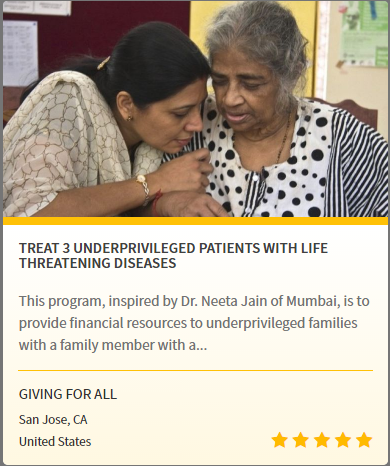 TREAT 3 UNDERPRIVILEGED PATIENTS WITH LIFE
THREATENING DISEASES
This program, inspired by Dr. Neeta Jain of Mumbai, is to
provide financial resources to underprivileged families
with a family member with a...
GIVING FOR ALL
San Jose, CA
United States